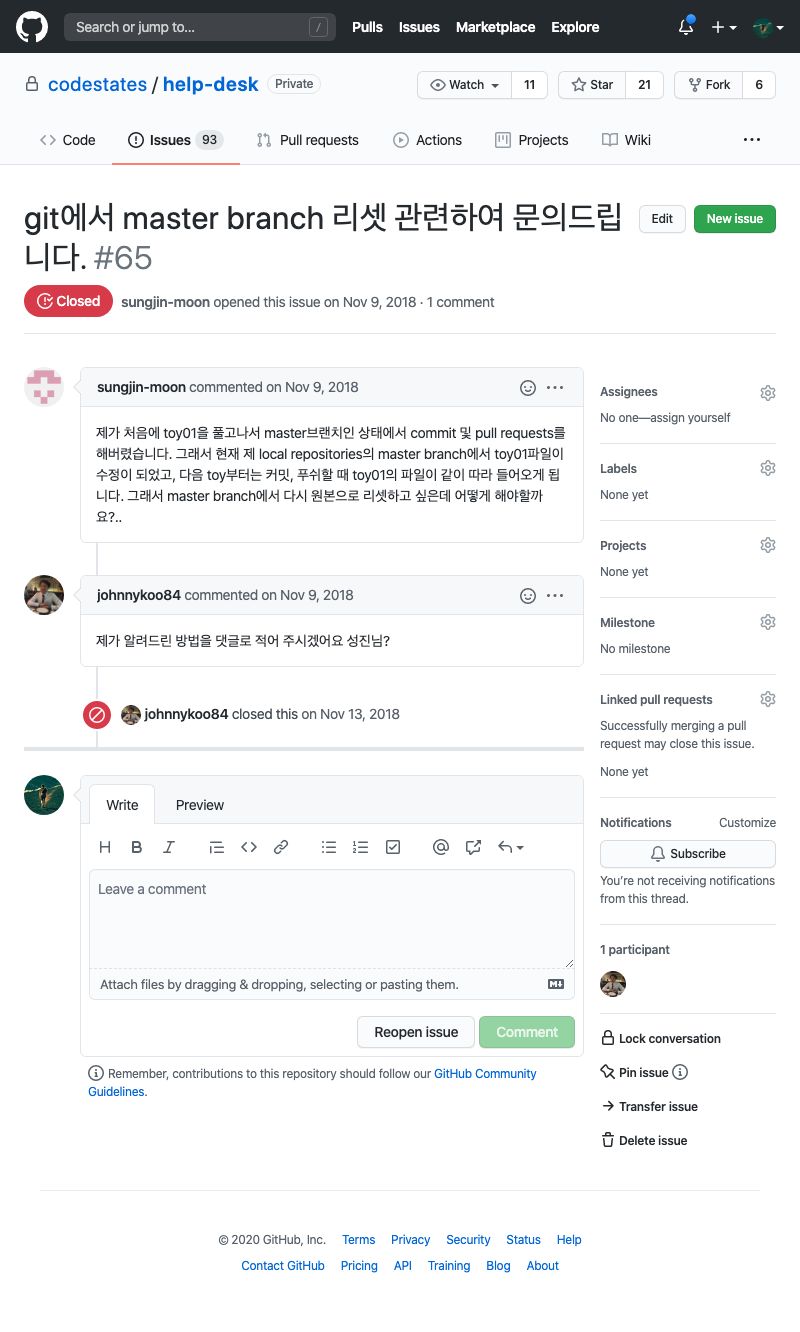 Search or jump to...
/
Pulls
Issues
Marketplace
Explore
codestates / help-desk
Private
Watch
11
Star
21
Fork
6
Code
Issues 93
Pull requests
Actions
Projects
Wiki
git에서 master branch 리셋 관련하여 문의드립
니다. #65
Edit
New issue
Closed
sungjin-moon opened this issue on Nov 9, 2018 · 1 comment
sungjin-moon commented on Nov 9, 2018
제가 처음에 toy01을 풀고나서 master브랜치인 상태에서 commit 및 pull requests를
해버렸습니다. 그래서 현재 제 local repositories의 master branch에서 toy01파일이
수정이 되었고, 다음 toy부터는 커밋, 푸쉬할 때 toy01의 파일이 같이 따라 들어오게 됩
니다. 그래서 master branch에서 다시 원본으로 리셋하고 싶은데 어떻게 해야할까
요?..
johnnykoo84 commented on Nov 9, 2018
제가 알려드린 방법을 댓글로 적어 주시겠어요 성진님?
johnnykoo84 closed this on Nov 13, 2018
Write
Preview
Leave a comment
Attach files by dragging & dropping, selecting or pasting them.
Reopen issue
Comment
Remember, contributions to this repository should follow our GitHub Community
Guidelines.
Assignees
No one—assign yourself
Labels
None yet
Projects
None yet
Milestone
No milestone
Linked pull requests
Successfully merging a pull
request may close this issue.
None yet
Notifications
Customize
Subscribe
You're not receiving notifications
from this thread.
1 participant
Lock conversation
Pin issue
Transfer issue
Delete issue
© 2020 GitHub, Inc.
Terms
Privacy
Security
Status
Help
Contact GitHub
Pricing
API
Training
Blog
About